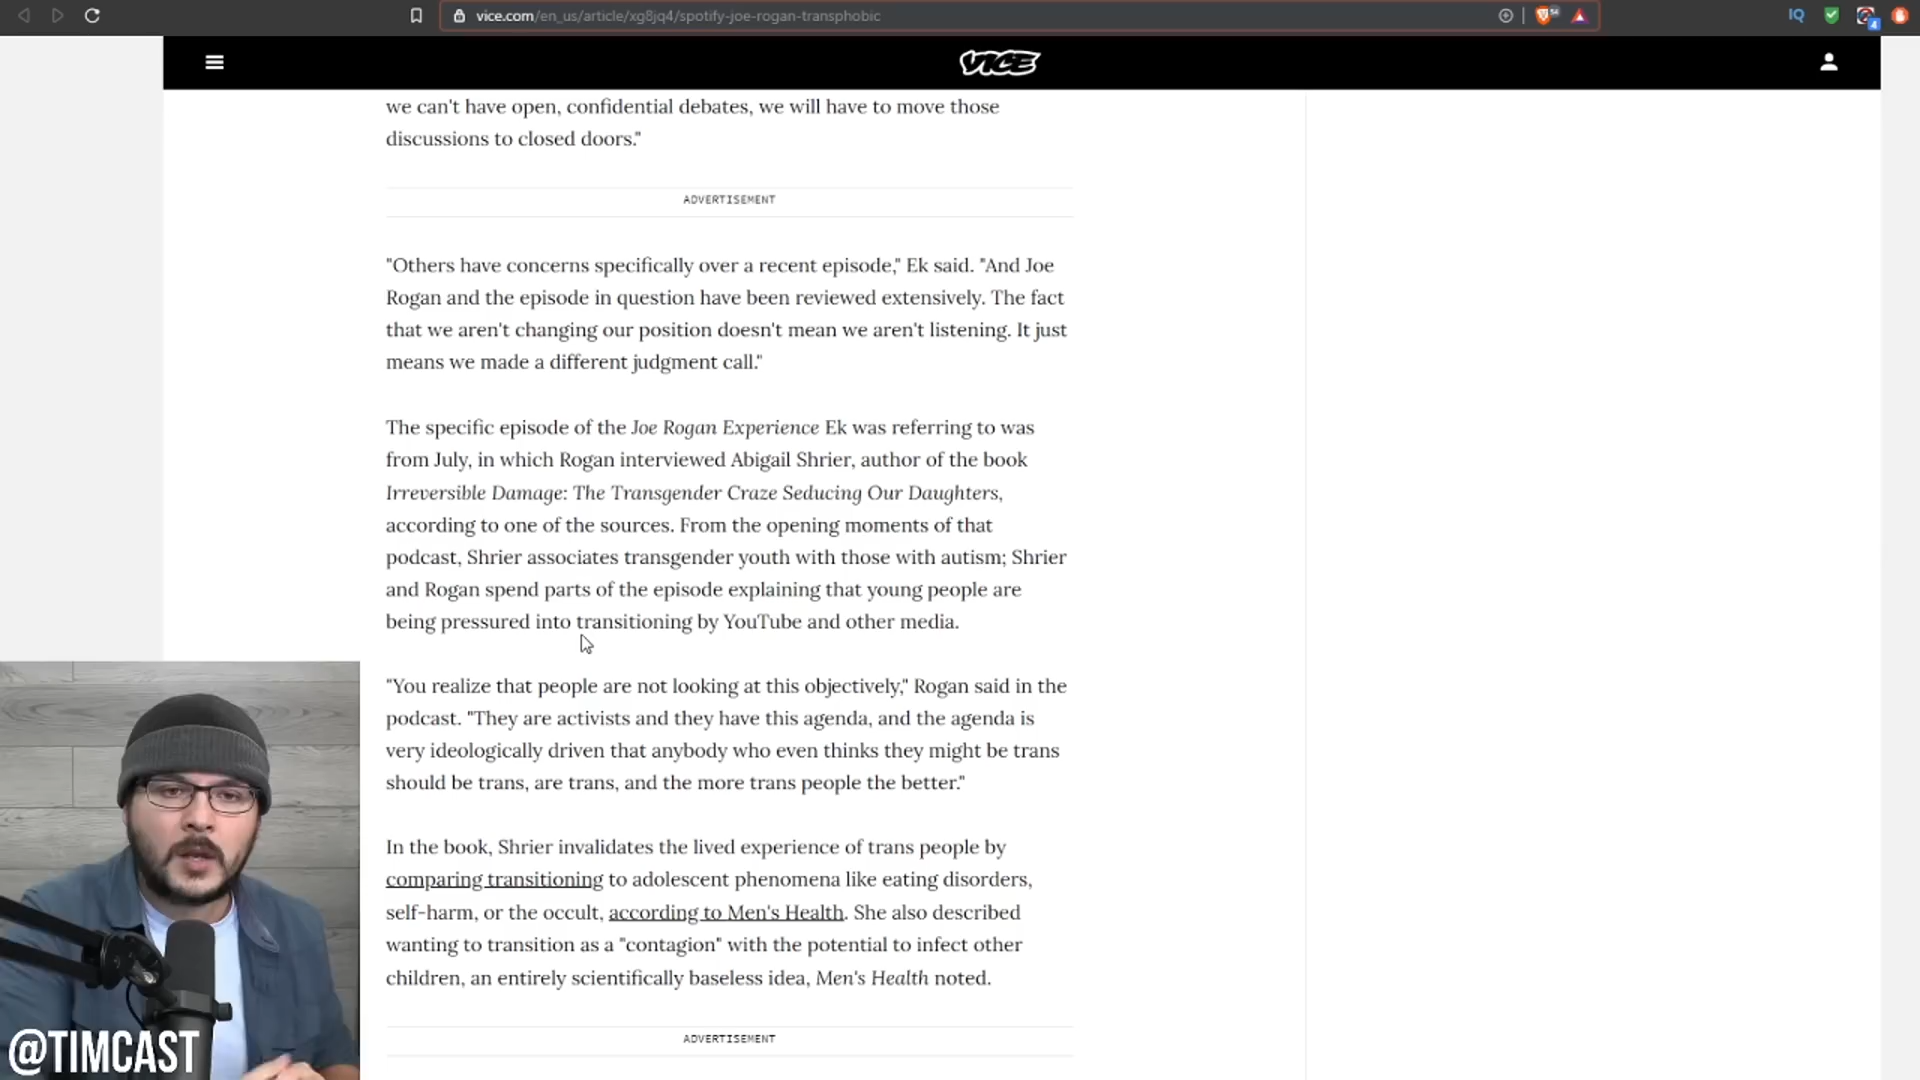 vice.com/en_us/article/xg8jq4/spotify-joe-rogan-transphobic
54
IQ
4
VICE
we can't have open, confidential debates, we will have to move those
discussions to closed doors."
ADVERTISEMENT
"Others have concerns specifically over a recent episode," Ek said. "And Joe
Rogan and the episode in question have been reviewed extensively. The fact
that we aren't changing our position doesn't mean we aren't listening. It just
means we made a different judgment call."
The specific episode of the Joe Rogan Experience Ek was referring to was
from July, in which Rogan interviewed Abigail Shrier, author of the book
Irreversible Damage: The Transgender Craze Seducing Our Daughters,
according to one of the sources. From the opening moments of that
podcast, Shrier associates transgender youth with those with autism; Shrier
and Rogan spend parts of the episode explaining that young people are
being pressured into transitioning by YouTube and other media.
"You realize that people are not looking at this objectively," Rogan said in the
podcast. "They are activists and they have this agenda, and the agenda is
very ideologically driven that anybody who even thinks they might be trans
should be trans, are trans, and the more trans people the better."
In the book, Shrier invalidates the lived experience of trans people by
comparing transitioning to adolescent phenomena like eating disorders,
self-harm, or the occult, according to Men's Health. She also described
wanting to transition as a "contagion" with the potential to infect other
children, an entirely scientifically baseless idea, Men's Health noted.
ADVERTISEMENT
@TIMCAST